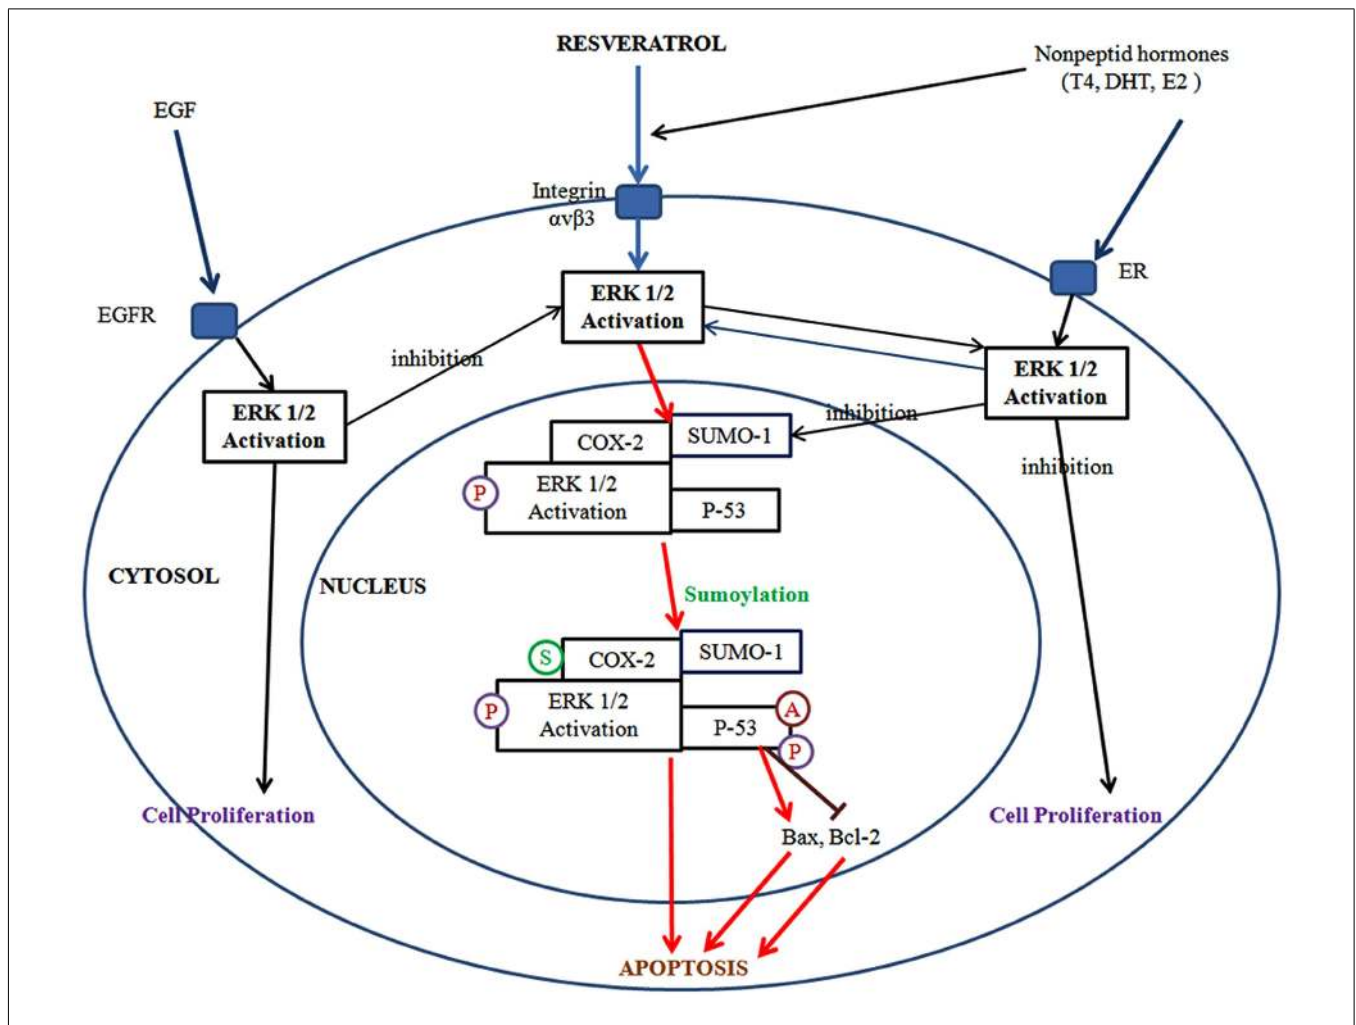 RESVERATROL
Nonpeptid hormones
(T4, DHT, E2 )
EGF
Integrin
αvβ3
ER
EGFR
ERK 1/2
Activation
inhibition
ERK 1/2
Activation
ERK 1/2
Activation
inhibition
inhibition
COX-2
SUMO-1
P
ERK 1/2
Activation
P-53
CYTOSOL
NUCLEUS
Sumoylation
S
COX-2
SUMO-1
P
ERK 1/2
Activation
P-53
A
P
Cell Proliferation
Cell Proliferation
Bax, Bcl-2
APOPTOSIS